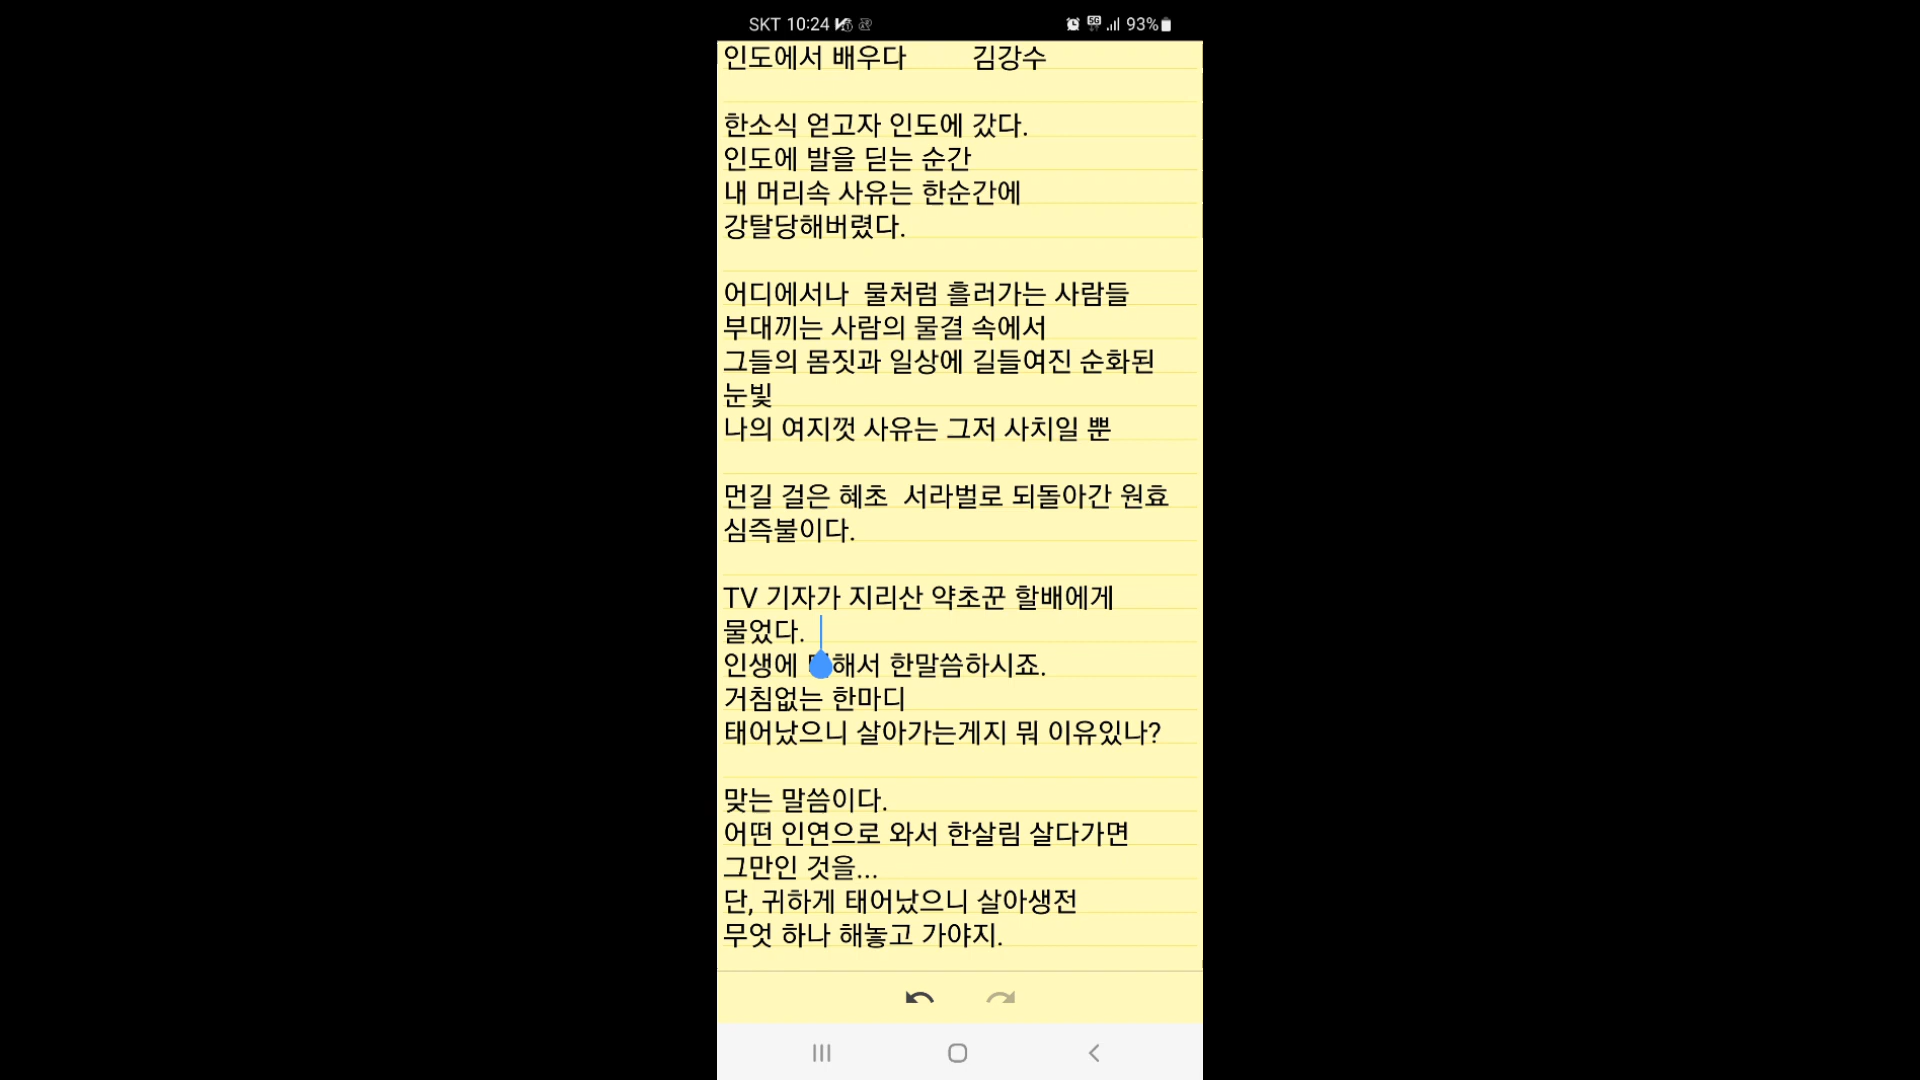 SKT 10:24
5G
93%
인도에서 배우다 김강수
한소식 얻고자 인도에 갔다.
인도에 발을 딛는 순간
내 머리속 사유는 한순간에
강탈당해버렸다.
어디에서나 물처럼 흘러가는 사람들
부대끼는 사람의 물결 속에서
그들의 몸짓과 일상에 길들여진 순화된
눈빛
나의 여지껏 사유는 그저 사치일 뿐
먼길 걸은 혜초 서라벌로 되돌아간 원효
심즉불이다.
TV 기자가 지리산 약초꾼 할배에게
물었다.
인생에 해서 한말씀하시죠.
거침없는 한마디
태어났으니 살아가는게지 뭐 이유있나?
맞는 말씀이다.
어떤 인연으로 와서 한살림 살다가면
그만인 것을...
단, 귀하게 태어났으니 살아생전
무엇 하나 해놓고 가야지.